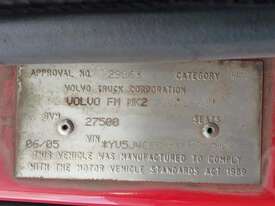 APPROVAL NO. CATEGORY
VOLVO TRUCK CORPORATION
VOLVO FM MK2
GVM 27500 SEATS
06/05 VIN
THIS VEHICLE WAS MANUFACTURED TO COMPLY
WITH THE MOTOR VEHICLE STANDARDS ACT 1989